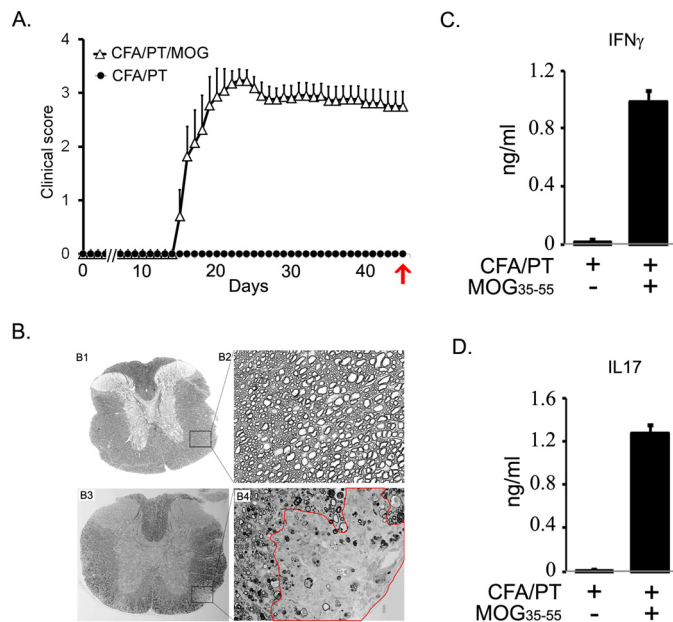 A.
4
3
2
1
0
Clinical score
CFA/PT/MOG
CFA/PT
0 // 10 20 30 40
Days
B.
B1
B2
B3
B4
C.
IFNγ
1.2
0.8
0.4
0
ng/ml
CFA/PT + +
MOG35-55 - +
D.
IL17
1.6
1.2
0.8
0.4
0
ng/ml
CFA/PT + +
MOG35-55 - +